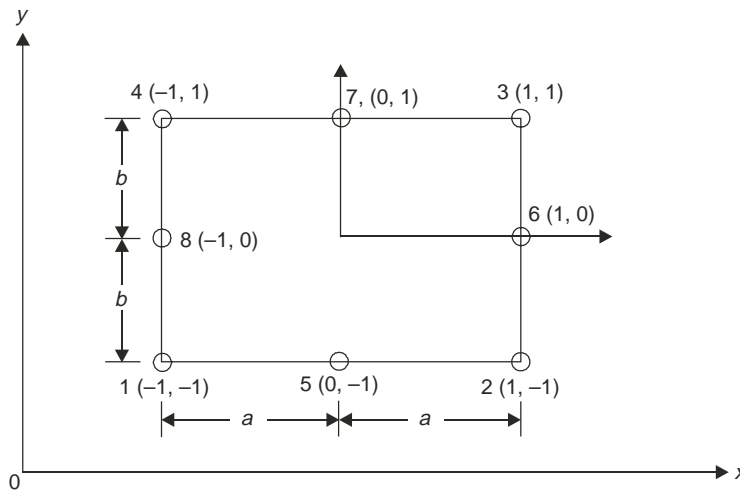 y
4 (–1, 1)
7, (0, 1)
3 (1, 1)
b
6 (1, 0)
8 (–1, 0)
b
1 (–1, –1)
5 (0, –1)
2 (1, –1)
a
a
0
x